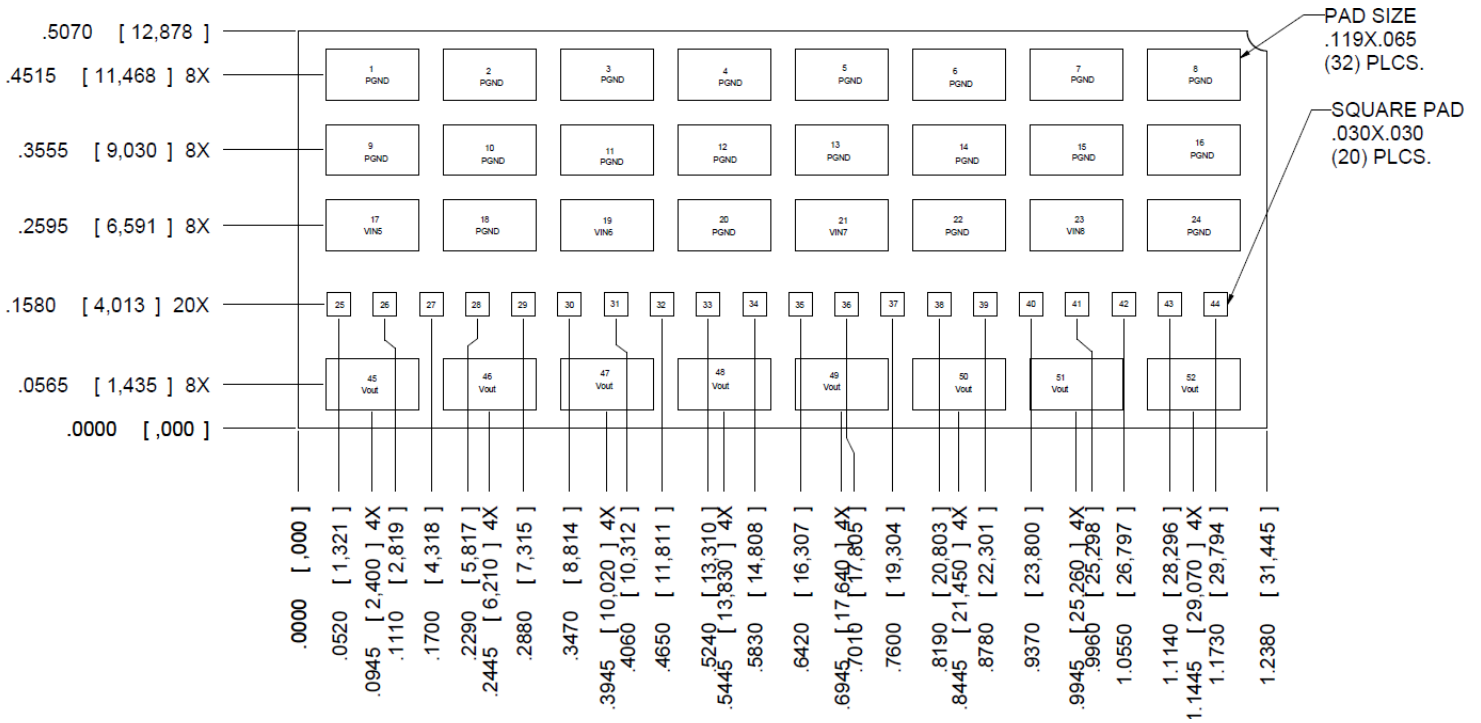 .5070 [ 12,878 ]
PAD SIZE
.119X.065
(32) PLCS.
.4515 [ 11,468 ] 8X
1
PGND
2
PGND
3
PGND
4
PGND
5
PGND
6
PGND
7
PGND
8
PGND
SQUARE PAD
.030X.030
(20) PLCS.
.3555 [ 9,030 ] 8X
9
PGND
10
PGND
11
PGND
12
PGND
13
PGND
14
PGND
15
PGND
16
PGND
.2595 [ 6,591 ] 8X
17
VIN5
18
PGND
19
VIN6
20
PGND
21
VIN7
22
PGND
23
VIN8
24
PGND
.1580 [ 4,013 ] 20X
25
26
27
28
29
30
31
32
33
34
35
36
37
38
39
40
41
42
43
44
.0565 [ 1,435 ] 8X
45
Vout
46
Vout
47
Vout
48
Vout
49
Vout
50
Vout
51
Vout
52
Vout
.0000 [ ,000 ]
.0000 [ ,000 ]
.0520 [ 1,321 ]
.0945 [ 2,400 ] 4X
.1110 [ 2,819 ]
.1700 [ 4,318 ]
.2290 [ 5,817 ]
.2445 [ 6,210 ] 4X
.2880 [ 7,315 ]
.3470 [ 8,814 ]
.3945 [ 10,020 ] 4X
.4060 [ 10,312 ]
.4650 [ 11,811 ]
.5240 [ 13,310 ]
.5445 [ 13,830 ] 4X
.5830 [ 14,808 ]
.6420 [ 16,307 ]
.6945 [ 17,640 ] 4X
.7010 [ 17,805 ]
.7600 [ 19,304 ]
.8190 [ 20,803 ]
.8445 [ 21,450 ] 4X
.8780 [ 22,301 ]
.9370 [ 23,800 ]
.9945 [ 25,260 ] 4X
.9960 [ 25,298 ]
1.0550 [ 26,797 ]
1.1140 [ 28,296 ]
1.1445 [ 29,070 ] 4X
1.1730 [ 29,794 ]
1.2380 [ 31,445 ]